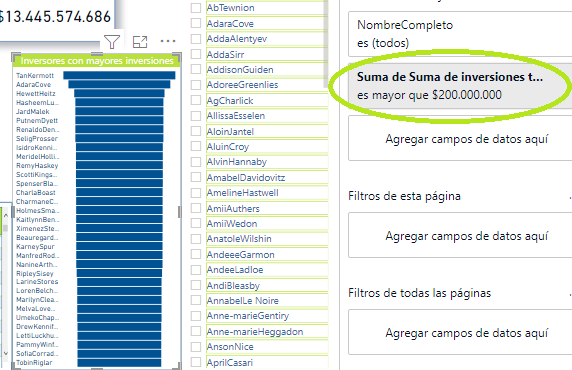 $13.445.574.686
Inversores con mayores inversiones
TanKermott
AdaraCove
HewettHeitz
HasheemLu...
JardMalek
PutnemDyett
RenaldoDen...
SeligProsser
IsidroKenni...
MeridelHolli...
RemyHaskey
ScottiKings...
SpenserBla...
CharlaBoast
CharmaneC...
HolmesSma...
KaitlynnBen...
XimenezSte...
Beauregard...
KarneySpur
ManfredRod...
NanineArth...
RipleySisey
LarineStores
LorenBelch...
MarilynClea...
MelvaLove...
UmekoChap...
DrewKennif...
LettiLuckhu...
PammyWinf...
SofiaCorrad...
TobinRiglar
AbTewnion
AdaraCove
AddaAlentyev
AddaSirr
AddisonGuiden
AdoreeGreenlies
AgCharlick
AllissaEsselen
AloinJantel
AluinCroy
AlvinHannaby
AmabelDavidovitz
AmelineHastwell
AmiiAuthers
AmiiWedon
AnatoleWilshin
AndeeeGarmon
AndeeLadloe
AndiBleasby
AnnabelLe Noire
Anne-marieGentry
Anne-marieHeggadon
AnsonNice
AprilCasari
NombreCompleto
es (todos)
Suma de Suma de inversiones t...
es mayor que $200.000.000
Agregar campos de datos aquí
Filtros de esta página
Agregar campos de datos aquí
Filtros de todas las páginas
Agregar campos de datos aquí